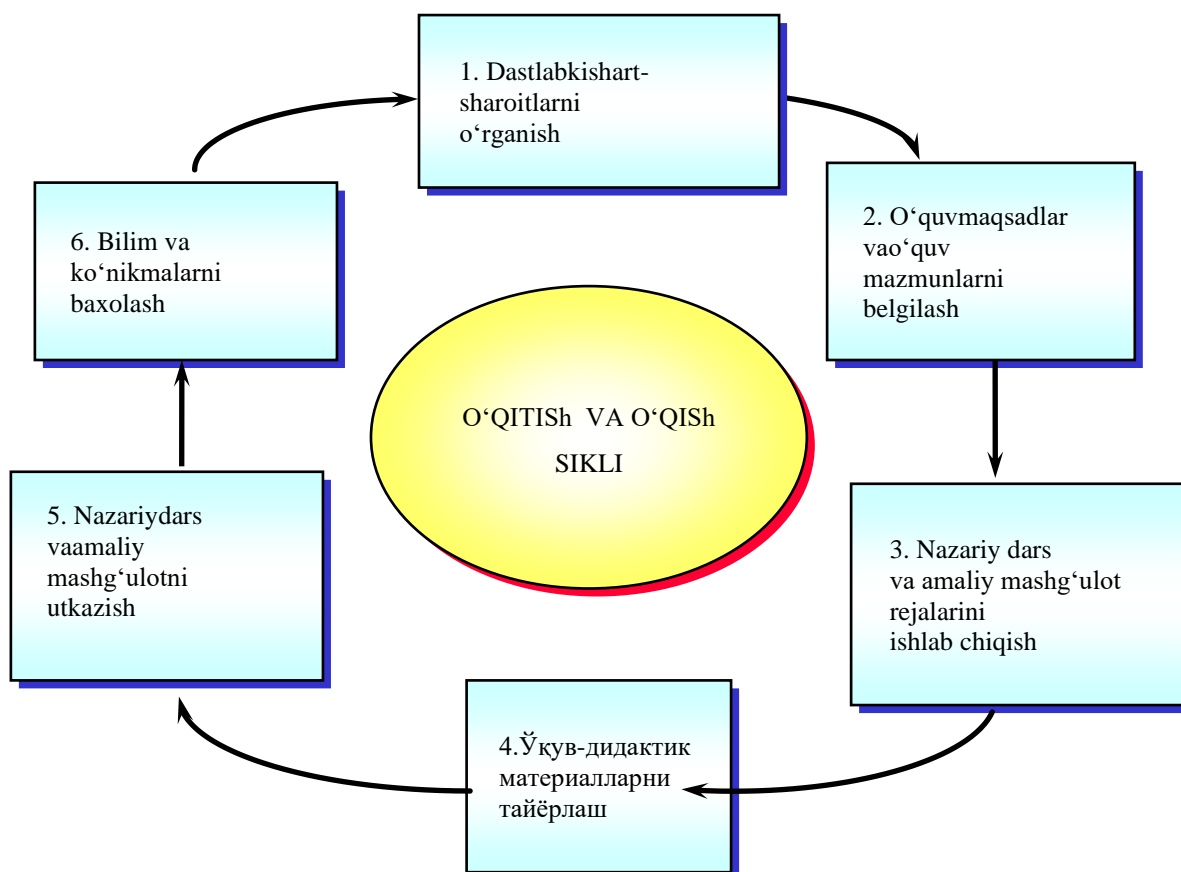 1. Dastlabkishart-
sharoitlarni
o‘rganish
2. O‘quvmaqsadlar
vao‘quv
mazmunlarni
belgilash
3. Nazariy dars
va amaliy mashg‘ulot
rejalarini
ishlab chiqish
4.Ўқув-дидактик
материалларни
тайёрлаш
5. Nazariydars
vaamaliy
mashg‘ulotni
utkazish
6. Bilim va
ko‘nikmalarni
baxolash
O‘QITISh VA O‘QISh
SIKLI